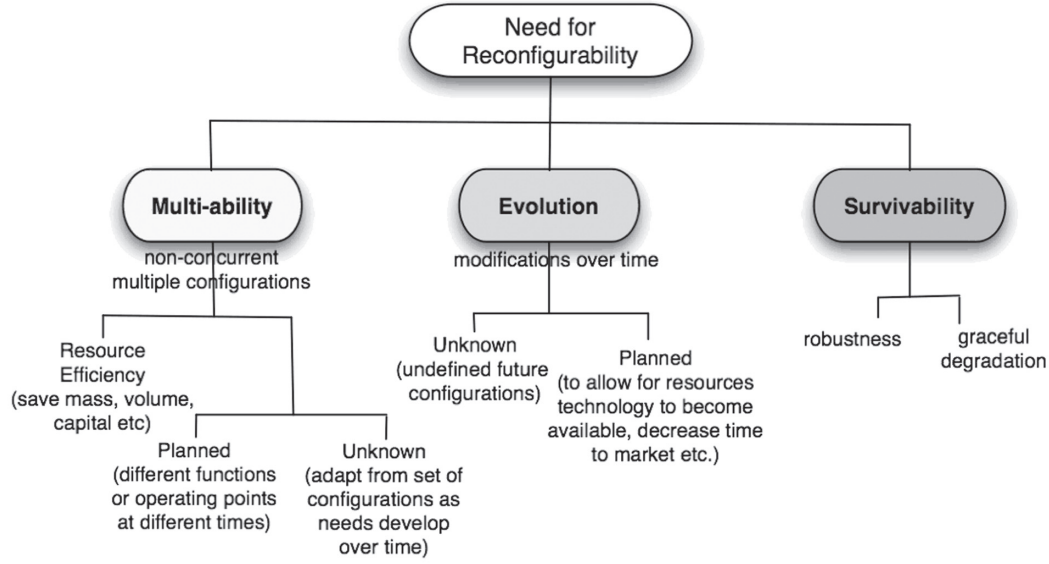 Need for
Reconfigurability
Multi-ability
non-concurrent
multiple configurations
Resource
Efficiency
(save mass, volume,
capital etc)
Planned
(different functions
or operating points
at different times)
Unknown
(adapt from set of
configurations as
needs develop
over time)
Evolution
modifications over time
Unknown
(undefined future
configurations)
Planned
(to allow for resources
technology to become
available, decrease time
to market etc.)
Survivability
robustness
graceful
degradation